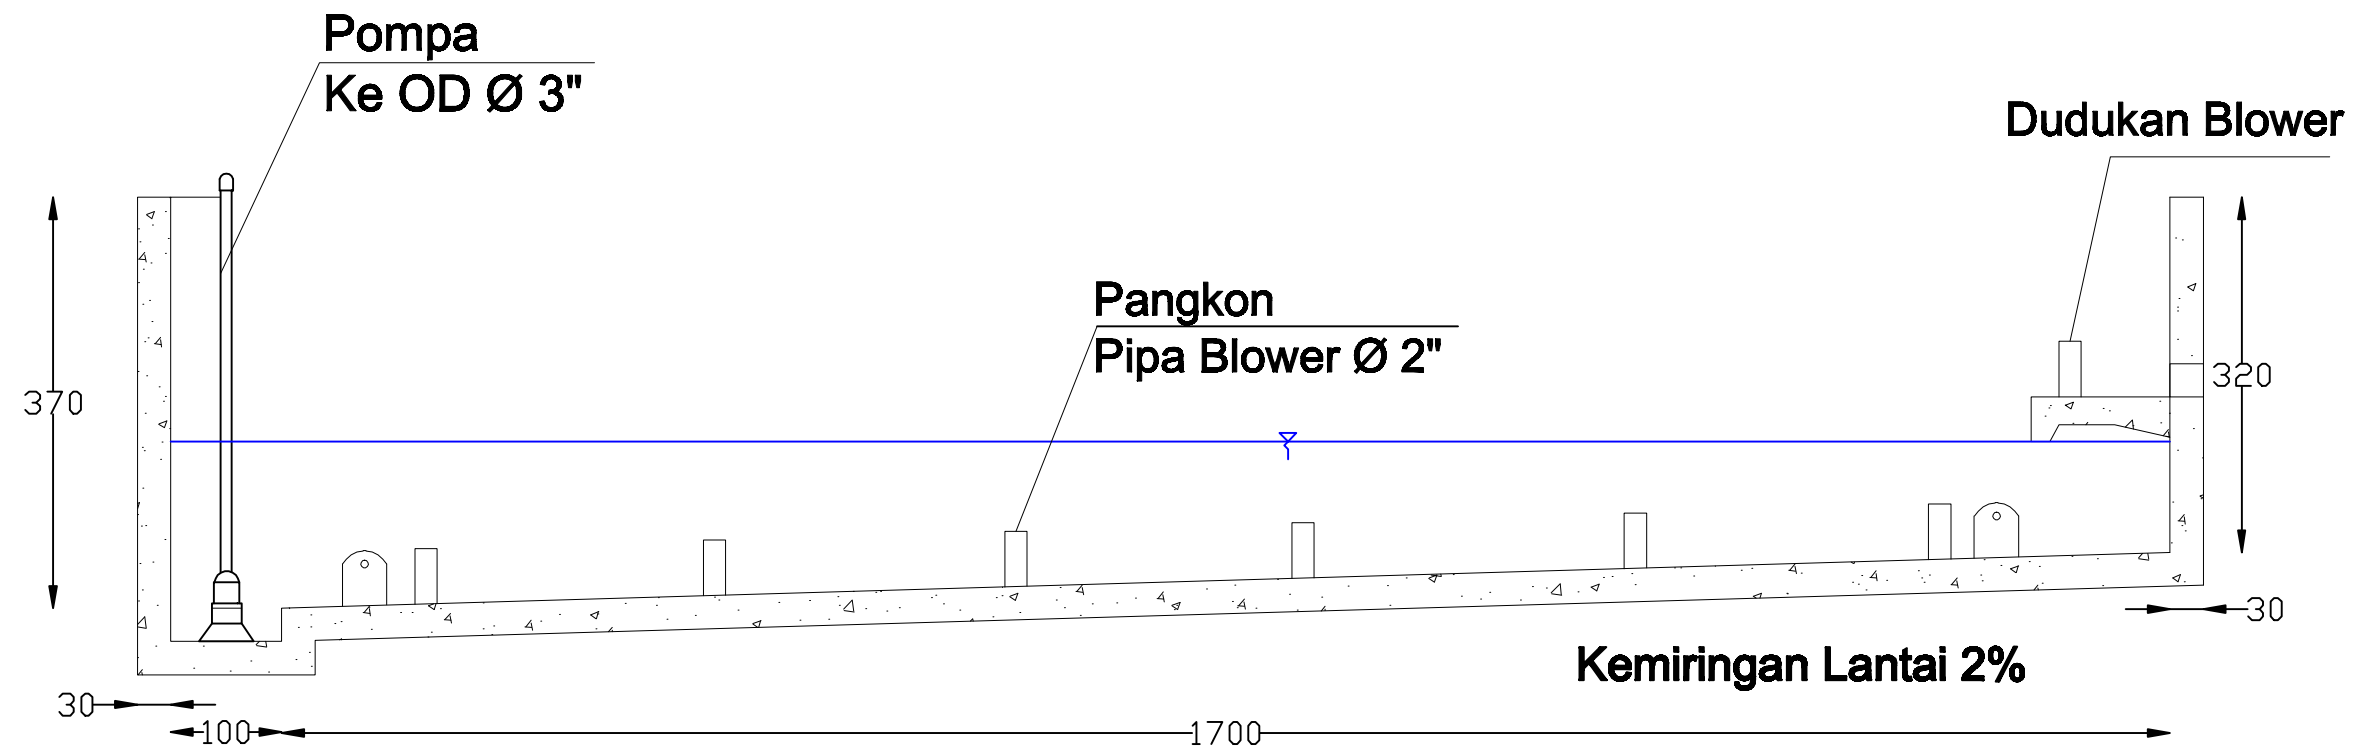 Pompa
Ke OD Ø 3"
Dudukan Blower
Pangkon
Pipa Blower Ø 2"
370
320
30
Kemiringan Lantai 2%
30
100
1700